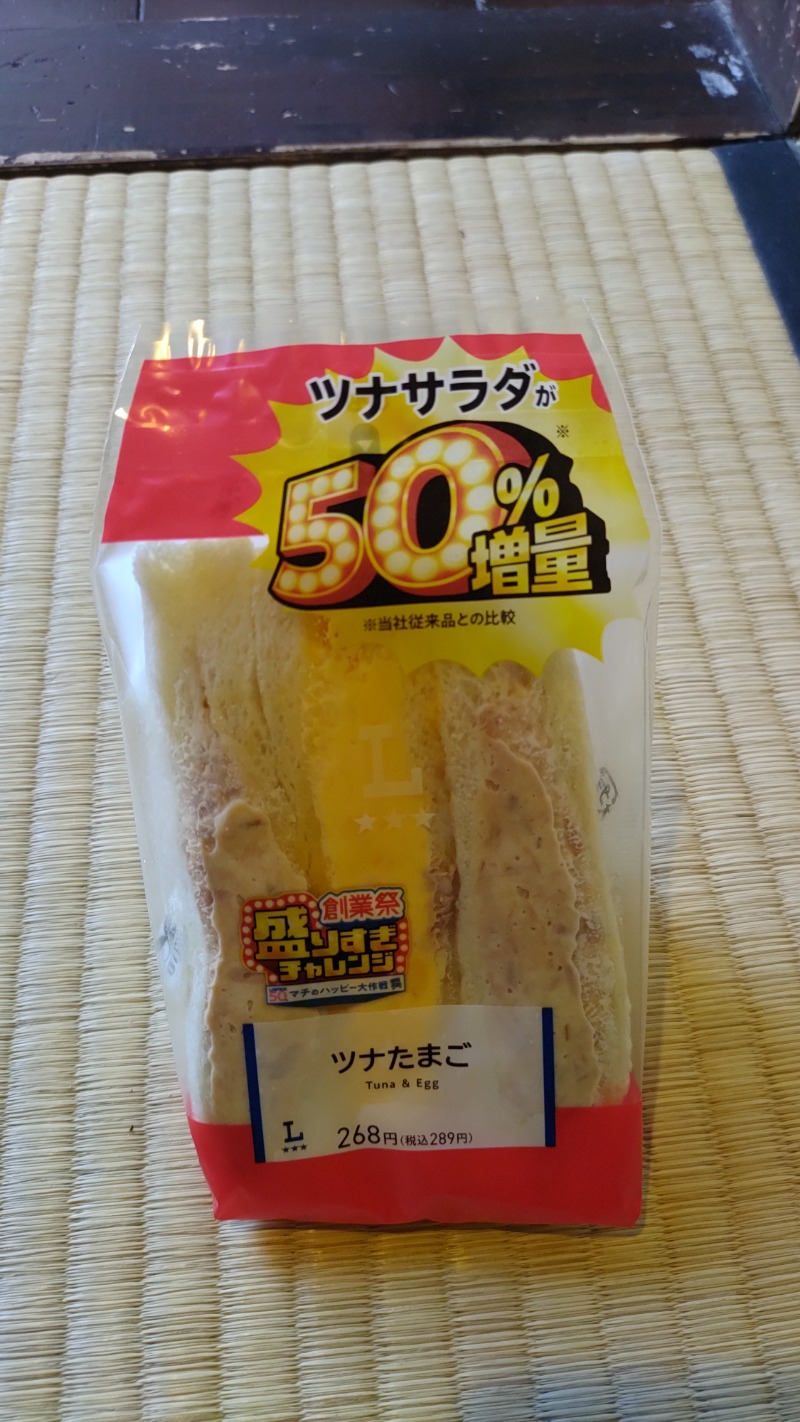 ツナサラダが
50%※
増量
※当社従来品との比較
L
創業祭
盛りすぎ
チャレンジ
50 マチのハッピー大作戦
ツナたまご
Tuna & Egg
L
268円(税込289円)